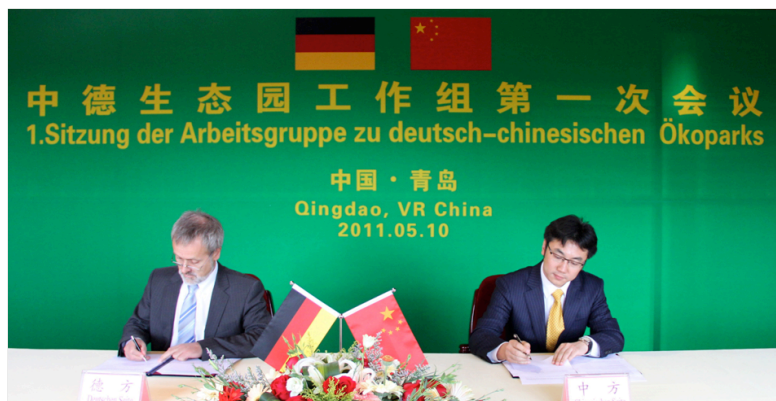 中德生态园工作组第一次会议
1.Sitzung der Arbeitsgruppe zu deutsch-chinesischen Ökoparks
中国·青岛
Qingdao, VR China
2011.05.10
德方
中方